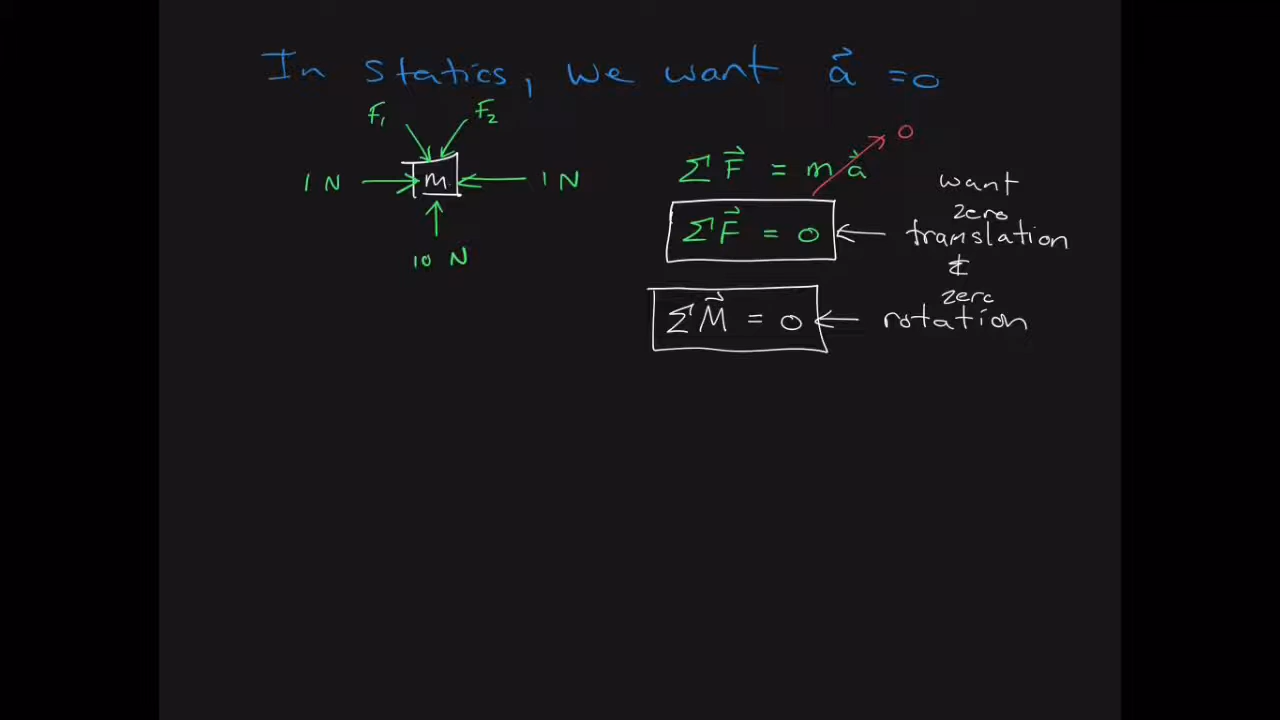 In statics, we want a⃗ = 0
F₁ F₂
1 N m 1 N
10 N
ΣF⃗ = ma⃗ 0
ΣF⃗ = 0
want
zero
translation
&
zero
rotation
ΣM⃗ = 0